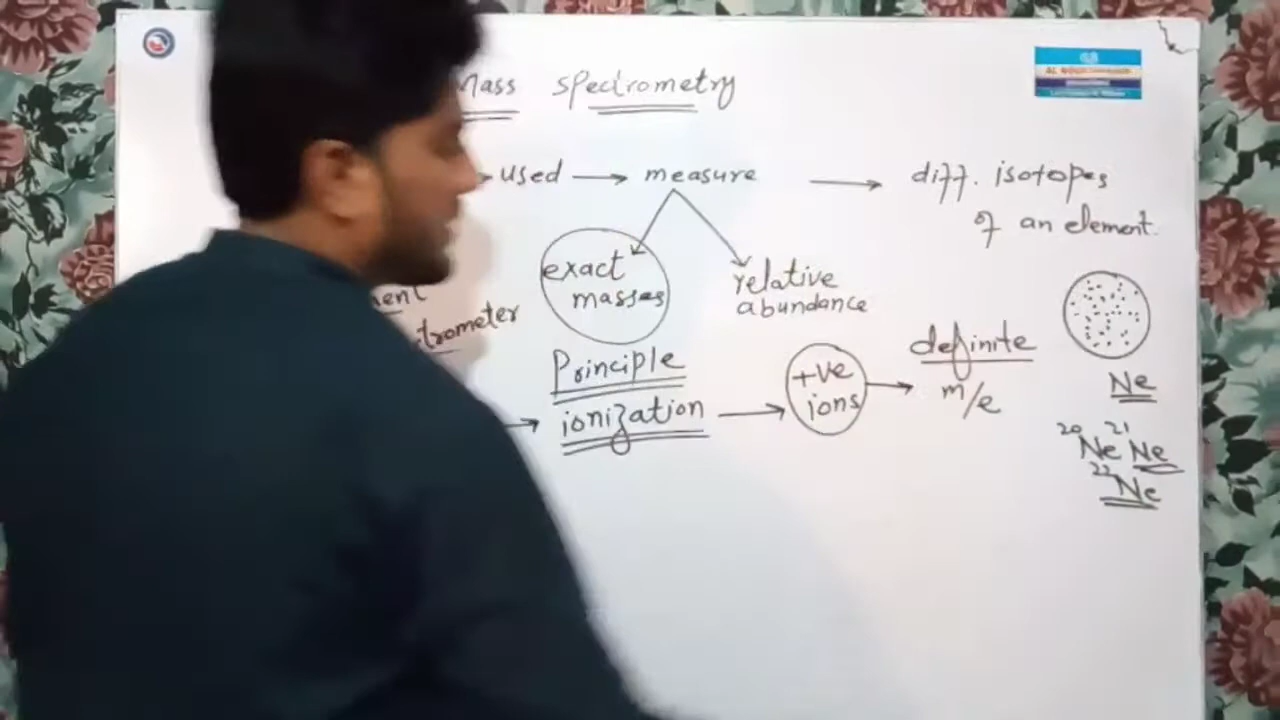 Mass spectrometry
used → measure → diff. isotopes
of an element.
exact
masses
relative
abundance
trometer
Principle
ionization → +ve
ions → definite
m/e
Ne
20Ne 21Ne
22Ne